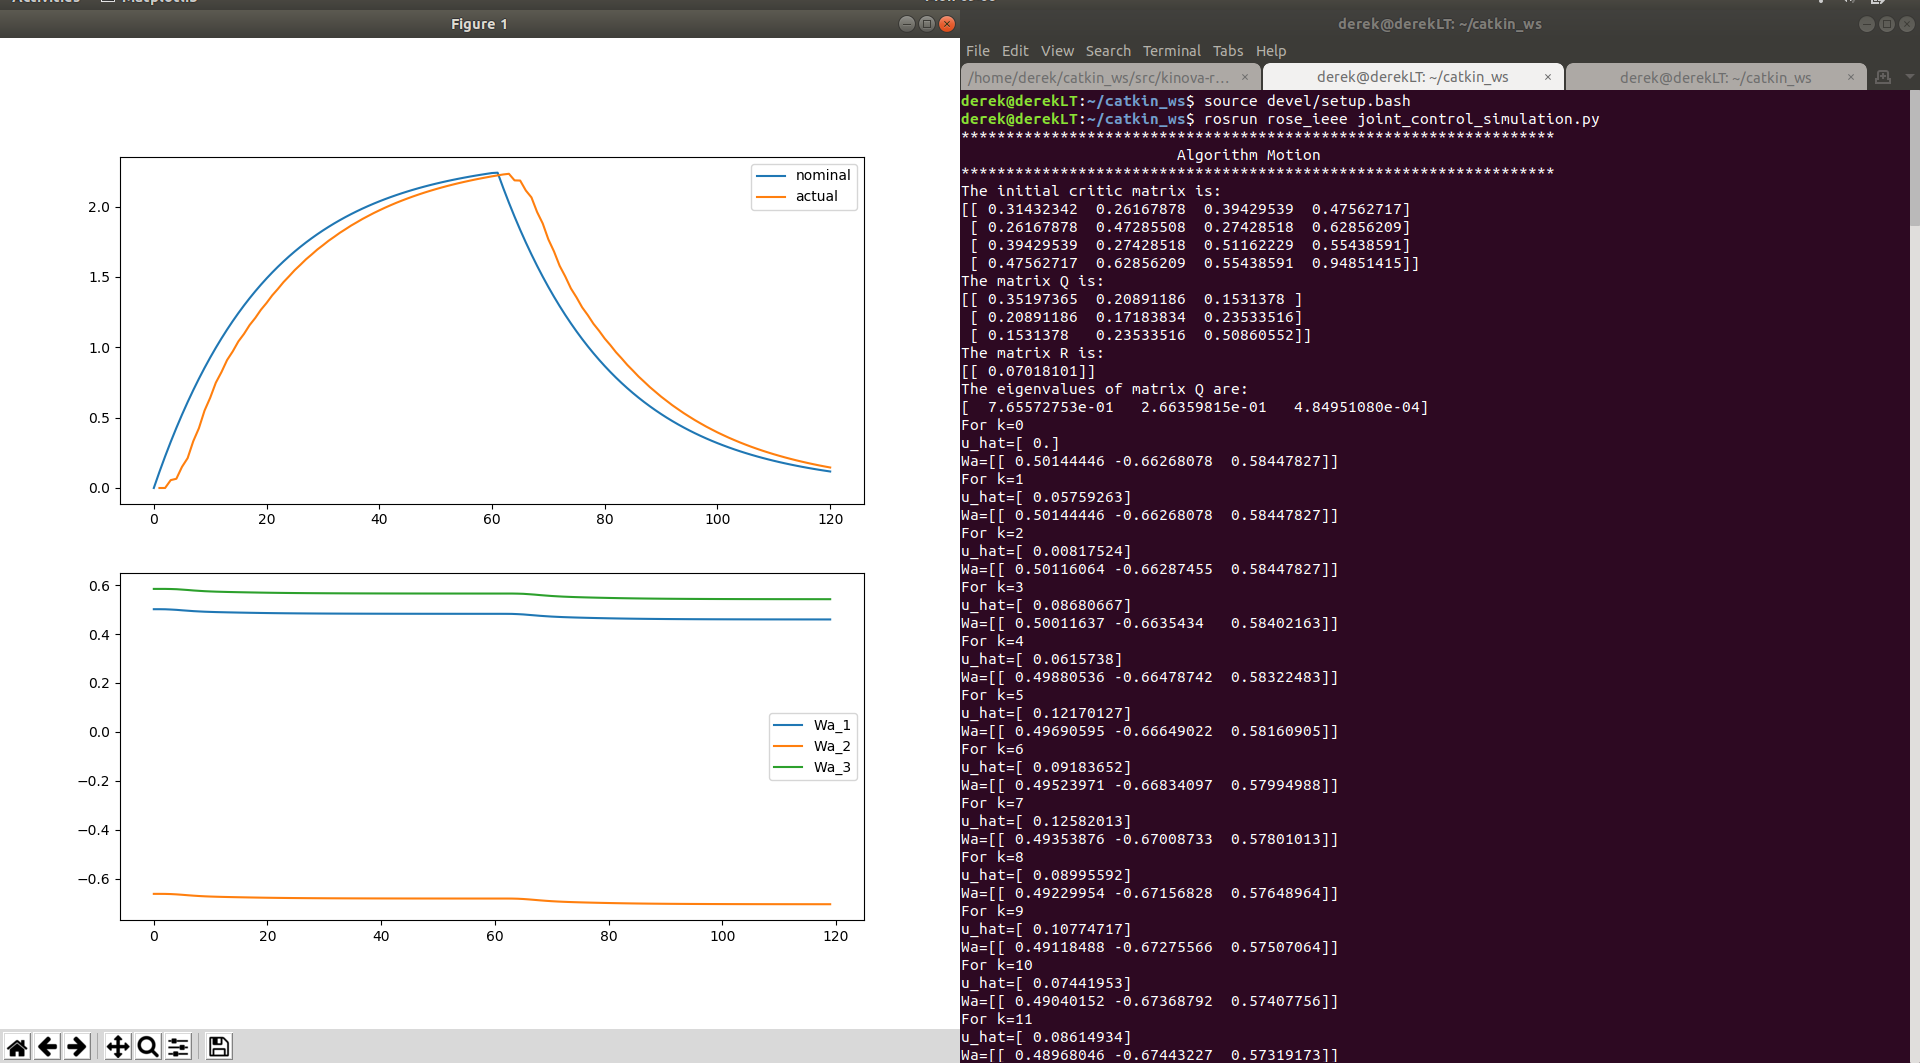 Figure 1
nominal
actual
2.0
1.5
1.0
0.5
0.0
0 20 40 60 80 100 120
0.6
0.4
0.2
0.0
−0.2
−0.4
−0.6
Wa_1
Wa_2
Wa_3
0 20 40 60 80 100 120
derek@derekLT: ~/catkin_ws
File Edit View Search Terminal Tabs Help
/home/derek/catkin_ws/src/kinova-r... × derek@derekLT: ~/catkin_ws × derek@derekLT: ~/catkin_ws ×
derek@derekLT:~/catkin_ws$ source devel/setup.bash
derek@derekLT:~/catkin_ws$ rosrun rose_ieee joint_control_simulation.py
******************************************************************
Algorithm Motion
******************************************************************
The initial critic matrix is:
[[ 0.31432342  0.26167878  0.39429539  0.47562717]
 [ 0.26167878  0.47285508  0.27428518  0.62856209]
 [ 0.39429539  0.27428518  0.51162229  0.55438591]
 [ 0.47562717  0.62856209  0.55438591  0.94851415]]
The matrix Q is:
[[ 0.35197365  0.20891186  0.1531378 ]
 [ 0.20891186  0.17183834  0.23533516]
 [ 0.1531378   0.23533516  0.50860552]]
The matrix R is:
[[ 0.07018101]]
The eigenvalues of matrix Q are:
[  7.65572753e-01   2.66359815e-01   4.84951080e-04]
For k=0
u_hat=[ 0.]
Wa=[[ 0.50144446 -0.66268078  0.58447827]]
For k=1
u_hat=[ 0.05759263]
Wa=[[ 0.50144446 -0.66268078  0.58447827]]
For k=2
u_hat=[ 0.00817524]
Wa=[[ 0.50116064 -0.66287455  0.58447827]]
For k=3
u_hat=[ 0.08680667]
Wa=[[ 0.50011637 -0.6635434   0.58402163]]
For k=4
u_hat=[ 0.0615738]
Wa=[[ 0.49880536 -0.66478742  0.58322483]]
For k=5
u_hat=[ 0.12170127]
Wa=[[ 0.49690595 -0.66649022  0.58160905]]
For k=6
u_hat=[ 0.09183652]
Wa=[[ 0.49523971 -0.66834097  0.57994988]]
For k=7
u_hat=[ 0.12582013]
Wa=[[ 0.49353876 -0.67008733  0.57801013]]
For k=8
u_hat=[ 0.08995592]
Wa=[[ 0.49229954 -0.67156828  0.57648964]]
For k=9
u_hat=[ 0.10774717]
Wa=[[ 0.49118488 -0.67275566  0.57507064]]
For k=10
u_hat=[ 0.07441953]
Wa=[[ 0.49040152 -0.67368792  0.57407756]]
For k=11
u_hat=[ 0.08614934]
Wa=[[ 0.48968046 -0.67443227  0.57319173]]